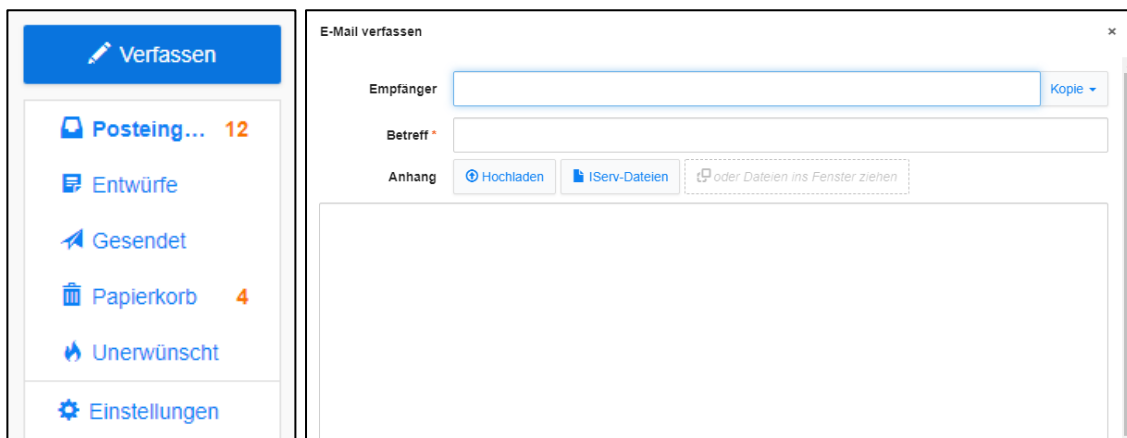 Verfassen
Posteing... 12
Entwürfe
Gesendet
Papierkorb 4
Unerwünscht
Einstellungen
E-Mail verfassen ×
Empfänger Kopie
Betreff *
Anhang Hochladen IServ-Dateien oder Dateien ins Fenster ziehen